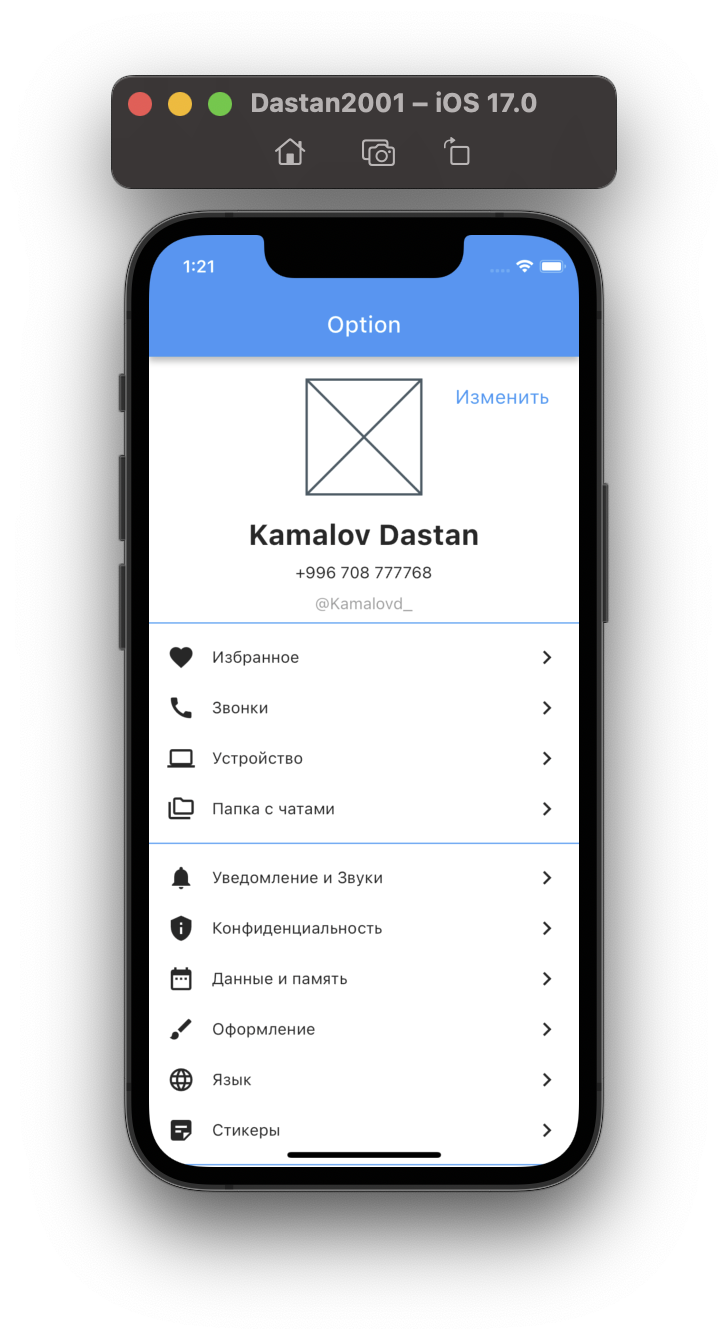 Dastan2001 – iOS 17.0
1:21
Option
Изменить
Kamalov Dastan
+996 708 777768
@Kamalovd_
Избранное
Звонки
Устройство
Папка с чатами
Уведомление и Звуки
Конфиденциальность
Данные и память
Оформление
Язык
Стикеры